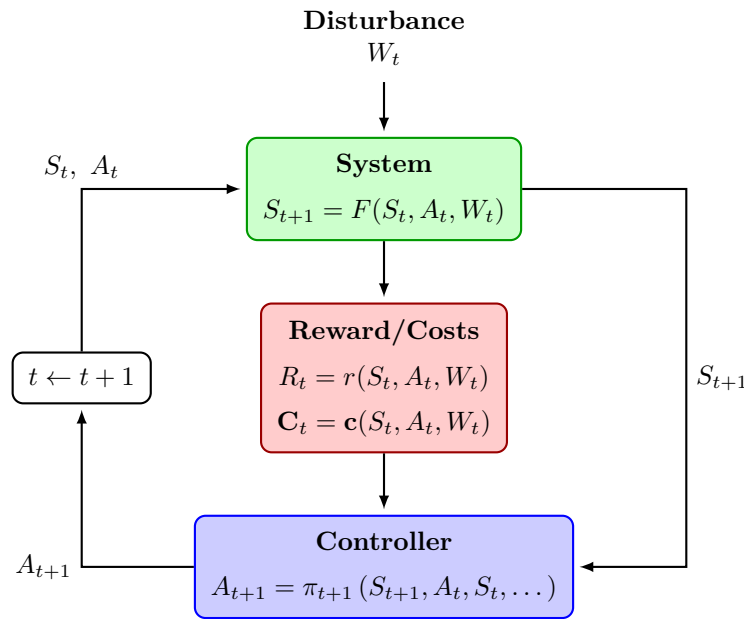 Disturbance
W_t
S_t, A_t
System
S_{t+1} = F(S_t, A_t, W_t)
Reward/Costs
R_t = r(S_t, A_t, W_t)
C_t = c(S_t, A_t, W_t)
t ← t + 1
S_{t+1}
Controller
A_{t+1} = π_{t+1} (S_{t+1}, A_t, S_t, ...)
A_{t+1}